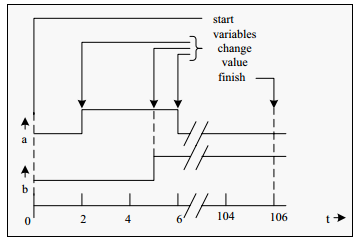 start
variables
change
value
finish
a
b
0 2 4 6 104 106 t